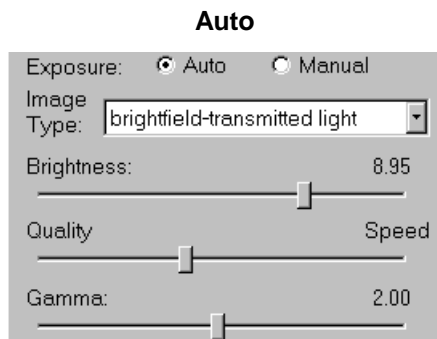 Auto
Exposure: Auto Manual
Image
Type: brightfield-transmitted light
Brightness: 8.95
Quality Speed
Gamma: 2.00